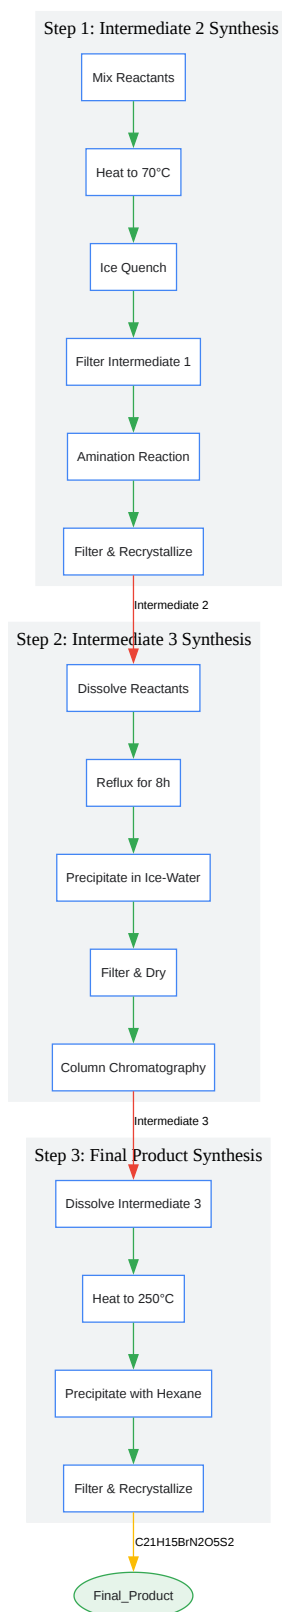 Step 1: Intermediate 2 Synthesis
Mix Reactants
Heat to 70°C
Ice Quench
Filter Intermediate 1
Amination Reaction
Filter & Recrystallize
Intermediate 2
Step 2: Intermediate 3 Synthesis
Dissolve Reactants
Reflux for 8h
Precipitate in Ice-Water
Filter & Dry
Column Chromatography
Intermediate 3
Step 3: Final Product Synthesis
Dissolve Intermediate 3
Heat to 250°C
Precipitate with Hexane
Filter & Recrystallize
C21H15BrN2O5S2
Final_Product